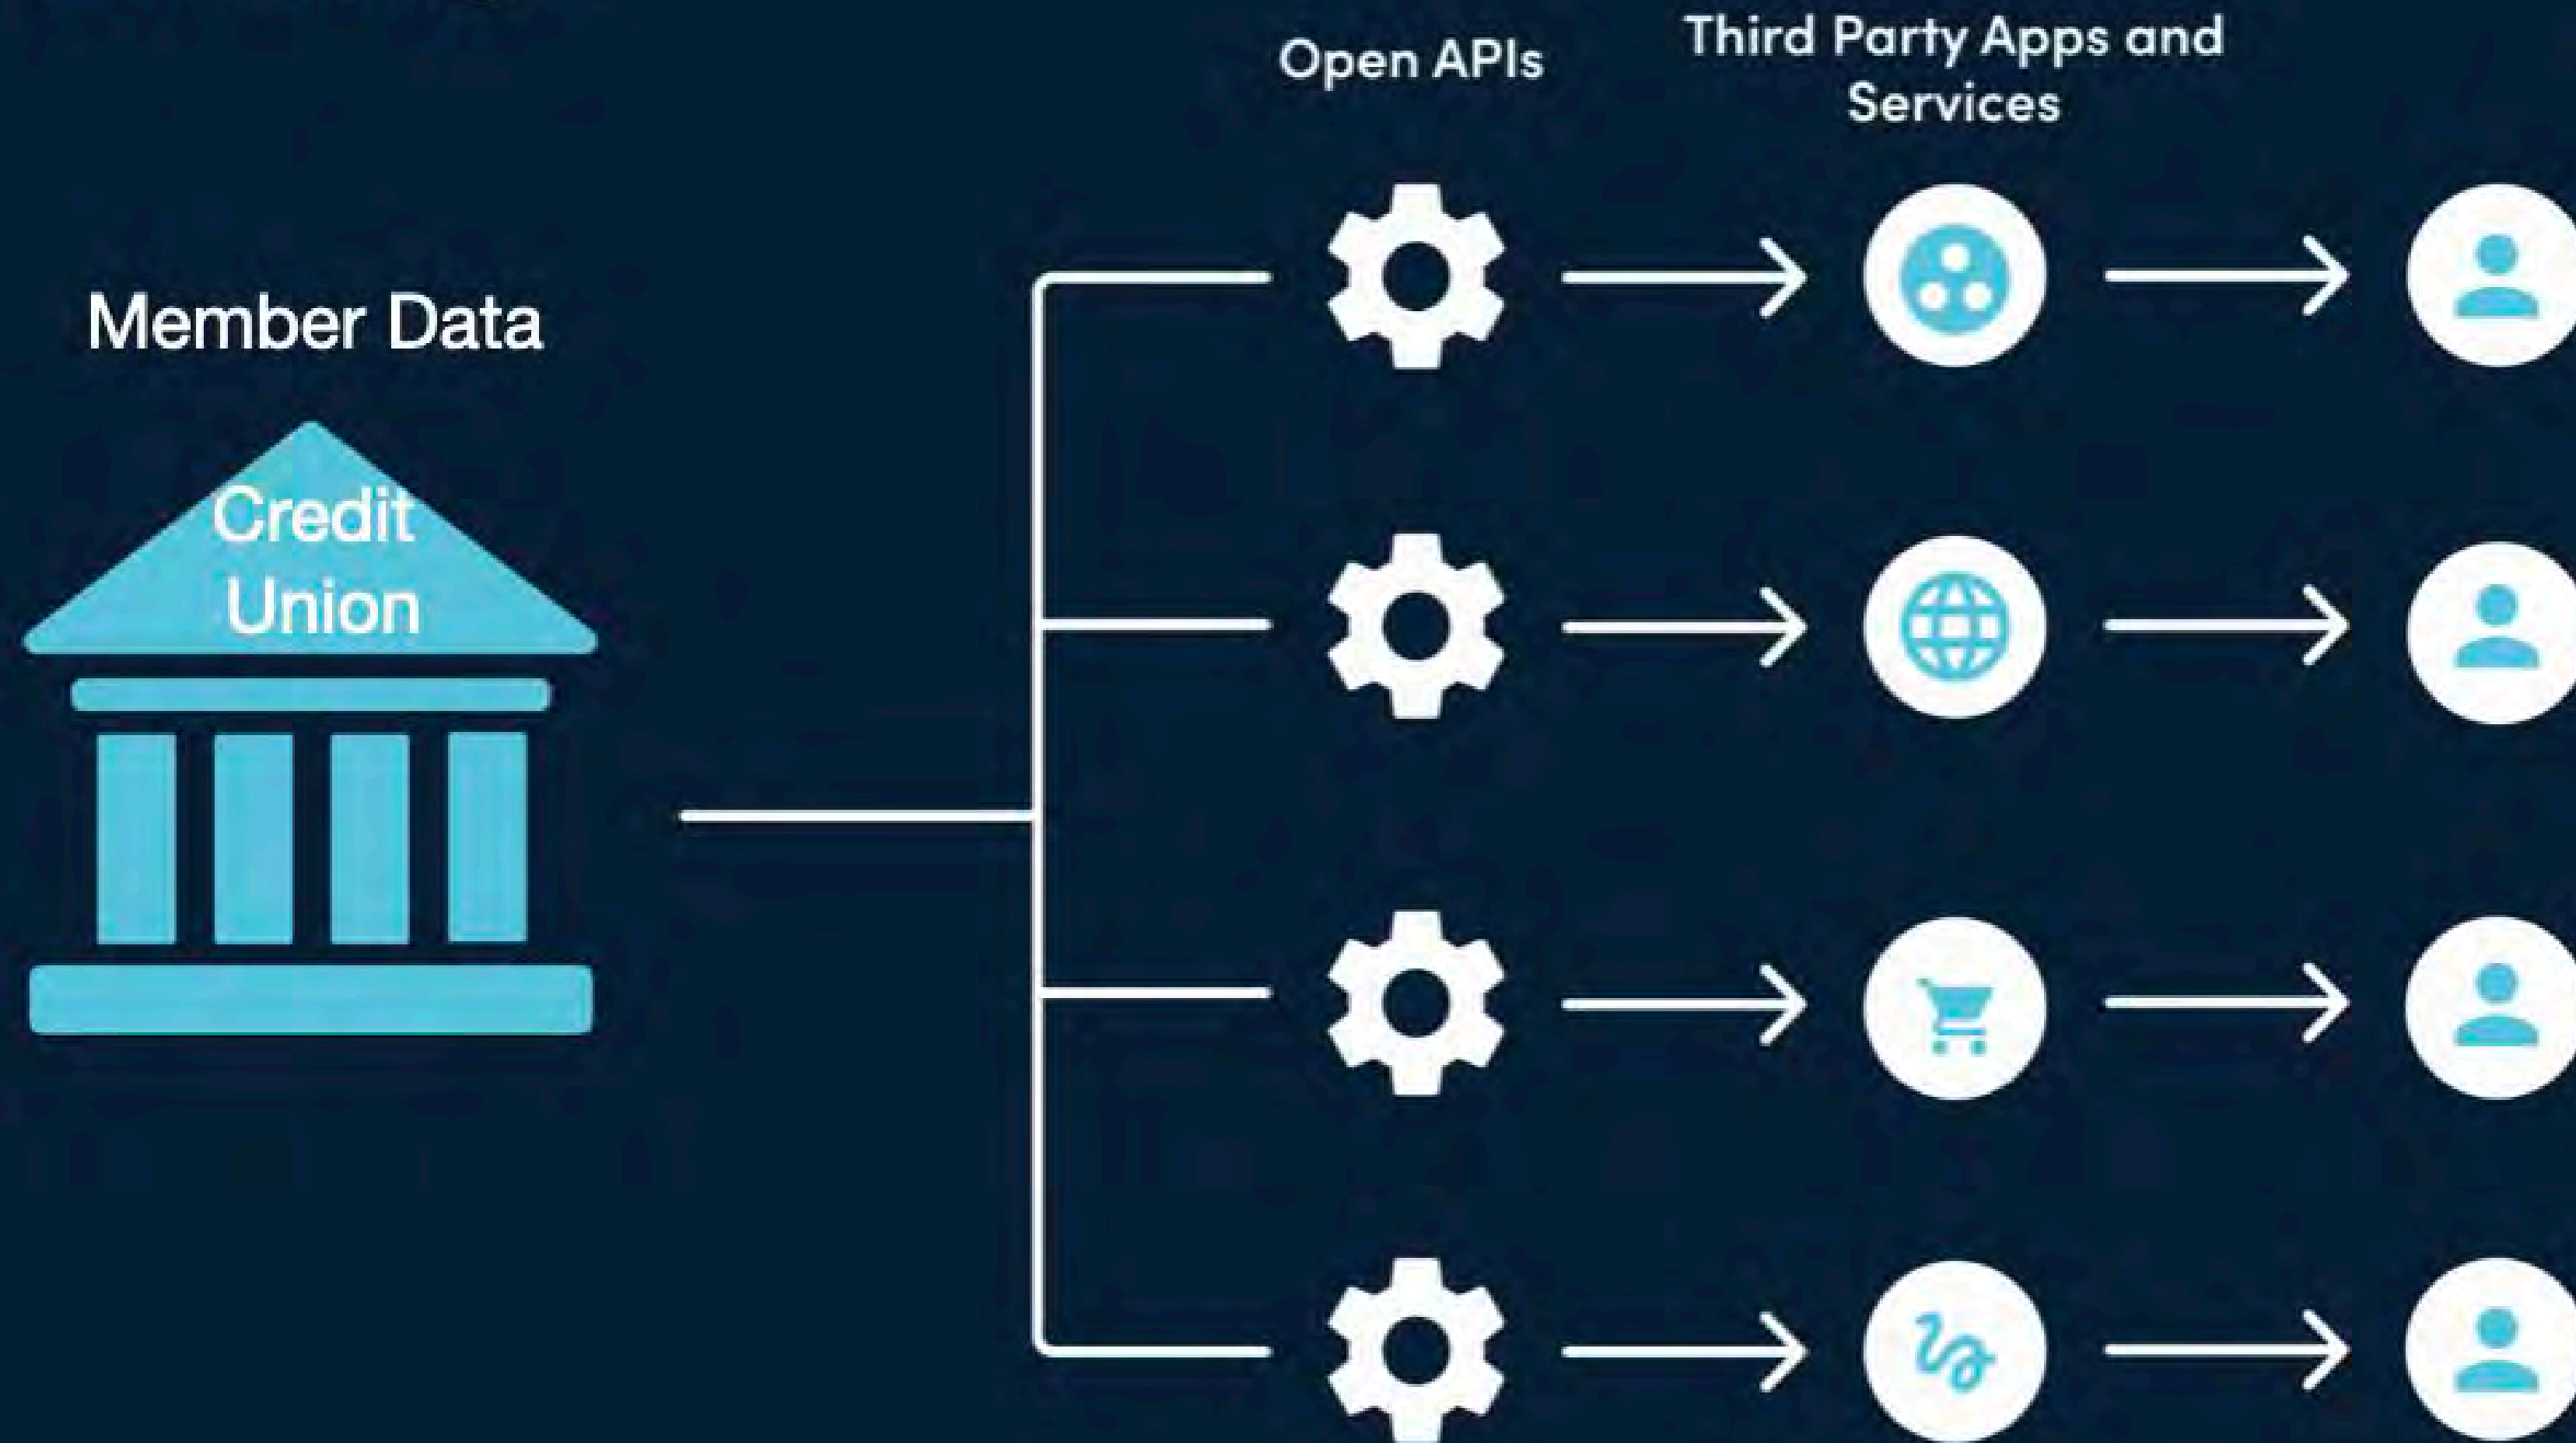 Open APIs
Third Party Apps and
Services
Member Data
Credit
Union